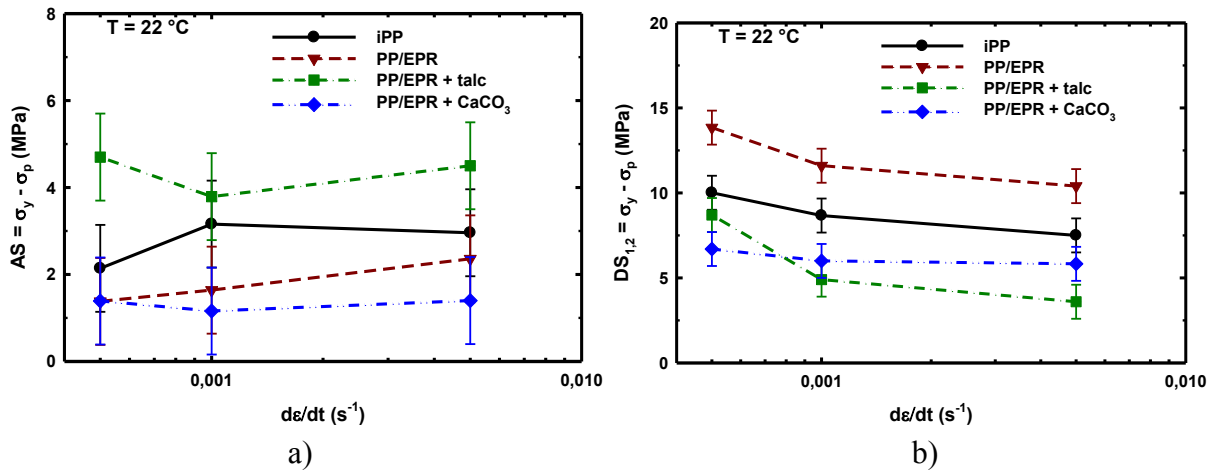 T = 22 °C
iPP
PP/EPR
PP/EPR + talc
PP/EPR + CaCO₃
8
6
4
2
0
AS = σy - σp (MPa)
0,001
0,010
dε/dt (s⁻¹)
a)
T = 22 °C
iPP
PP/EPR
PP/EPR + talc
PP/EPR + CaCO₃
20
15
10
5
0
DS₁,₂ = σy - σp (MPa)
0,001
0,010
dε/dt (s⁻¹)
b)